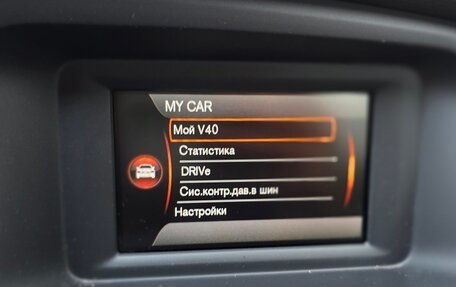 MY CAR
Мой V40
Статистика
DRIVe
Сис.контр.дав.в шин
Настройки